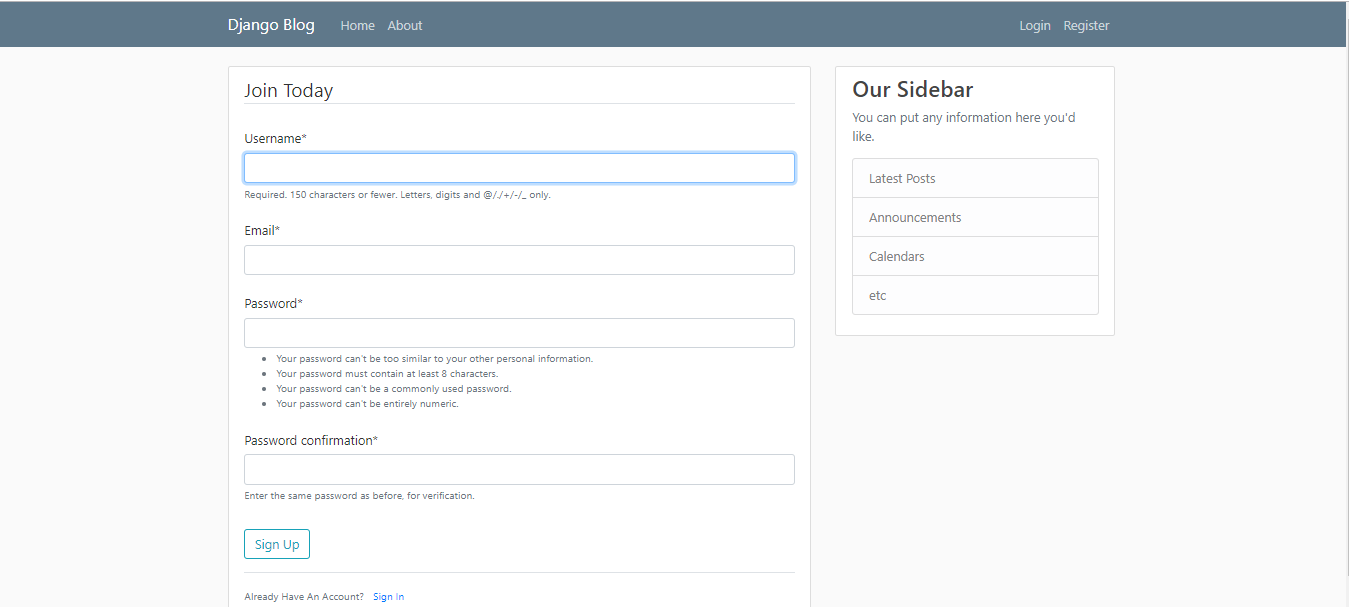 Django Blog Home About Login Register
Join Today
Username*
Required. 150 characters or fewer. Letters, digits and @/./+/-/_ only.
Email*
Password*
Your password can't be too similar to your other personal information.
Your password must contain at least 8 characters.
Your password can't be a commonly used password.
Your password can't be entirely numeric.
Password confirmation*
Enter the same password as before, for verification.
Sign Up
Already Have An Account? Sign In
Our Sidebar
You can put any information here you'd
like.
Latest Posts
Announcements
Calendars
etc